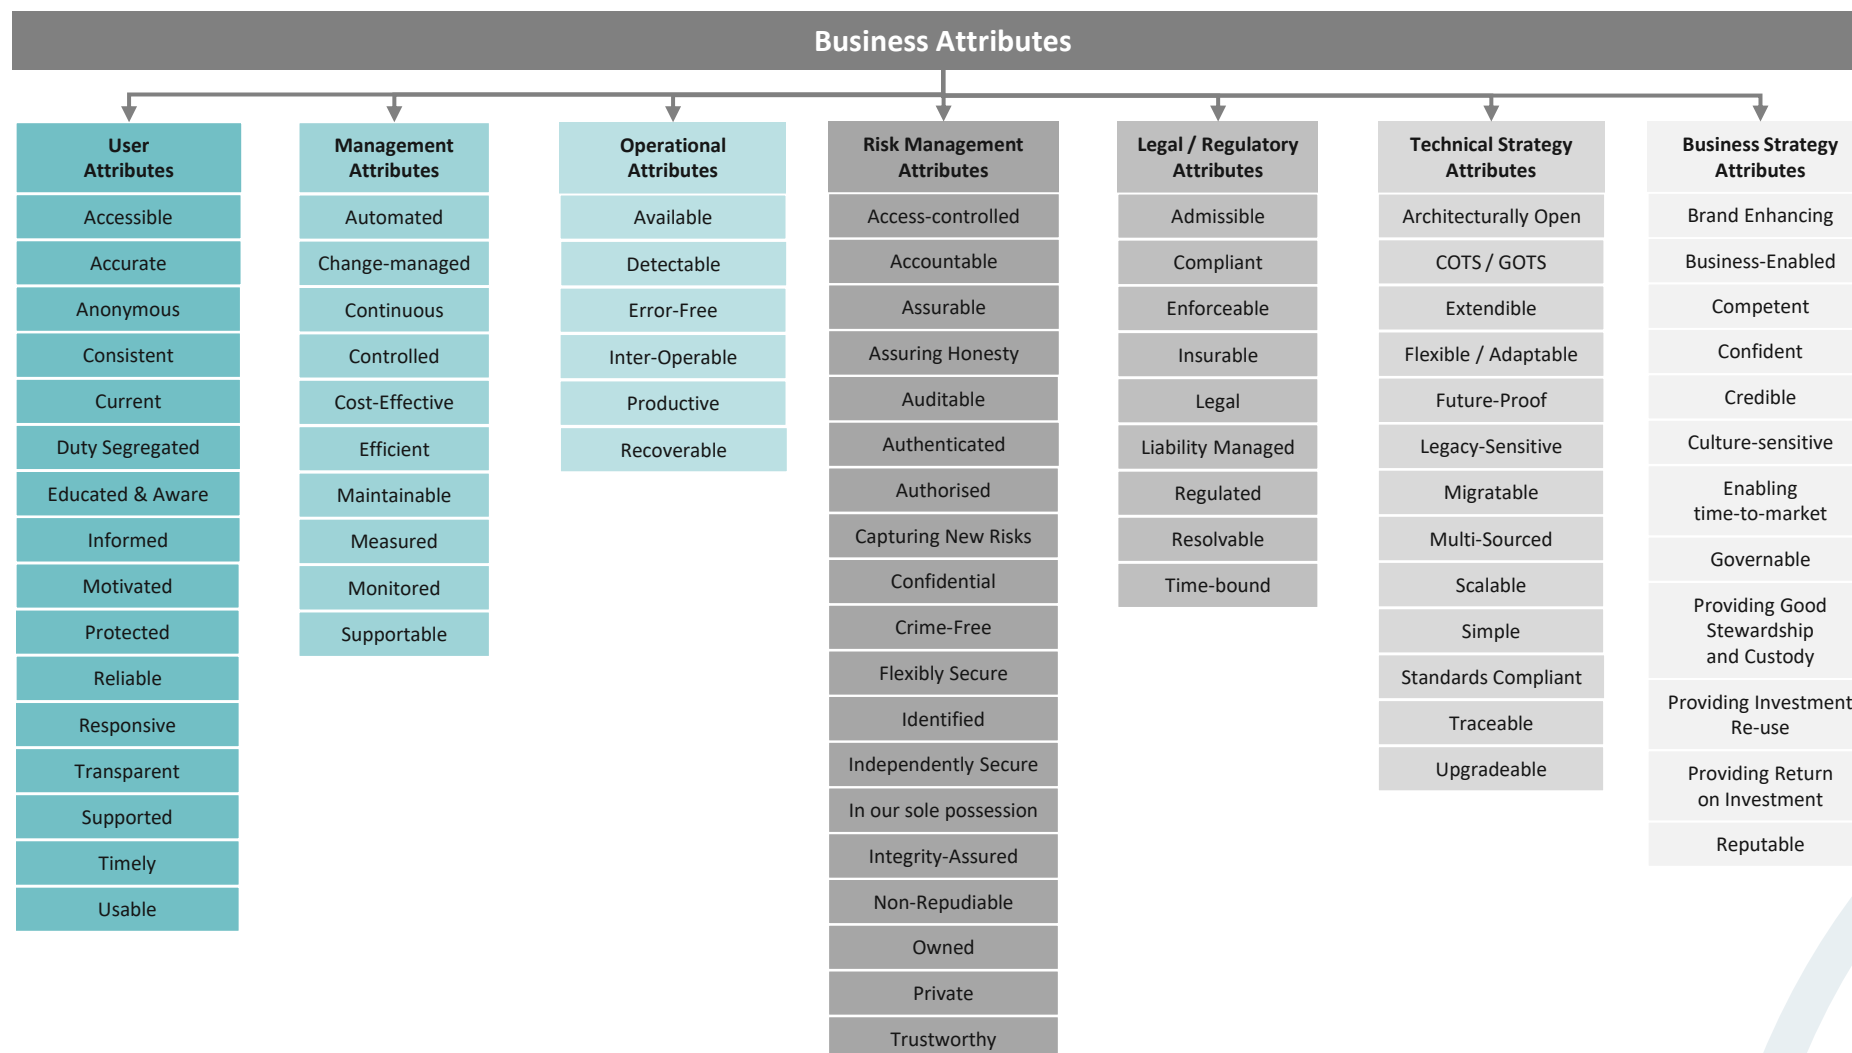 Business Attributes
User
Attributes
Accessible
Accurate
Anonymous
Consistent
Current
Duty Segregated
Educated & Aware
Informed
Motivated
Protected
Reliable
Responsive
Transparent
Supported
Timely
Usable
Management
Attributes
Automated
Change-managed
Continuous
Controlled
Cost-Effective
Efficient
Maintainable
Measured
Monitored
Supportable
Operational
Attributes
Available
Detectable
Error-Free
Inter-Operable
Productive
Recoverable
Risk Management
Attributes
Access-controlled
Accountable
Assurable
Assuring Honesty
Auditable
Authenticated
Authorised
Capturing New Risks
Confidential
Crime-Free
Flexibly Secure
Identified
Independently Secure
In our sole possession
Integrity-Assured
Non-Repudiable
Owned
Private
Trustworthy
Legal / Regulatory
Attributes
Admissible
Compliant
Enforceable
Insurable
Legal
Liability Managed
Regulated
Resolvable
Time-bound
Technical Strategy
Attributes
Architecturally Open
COTS / GOTS
Extendible
Flexible / Adaptable
Future-Proof
Legacy-Sensitive
Migratable
Multi-Sourced
Scalable
Simple
Standards Compliant
Traceable
Upgradeable
Business Strategy
Attributes
Brand Enhancing
Business-Enabled
Competent
Confident
Credible
Culture-sensitive
Enabling
time-to-market
Governable
Providing Good
Stewardship
and Custody
Providing Investment
Re-use
Providing Return
on Investment
Reputable